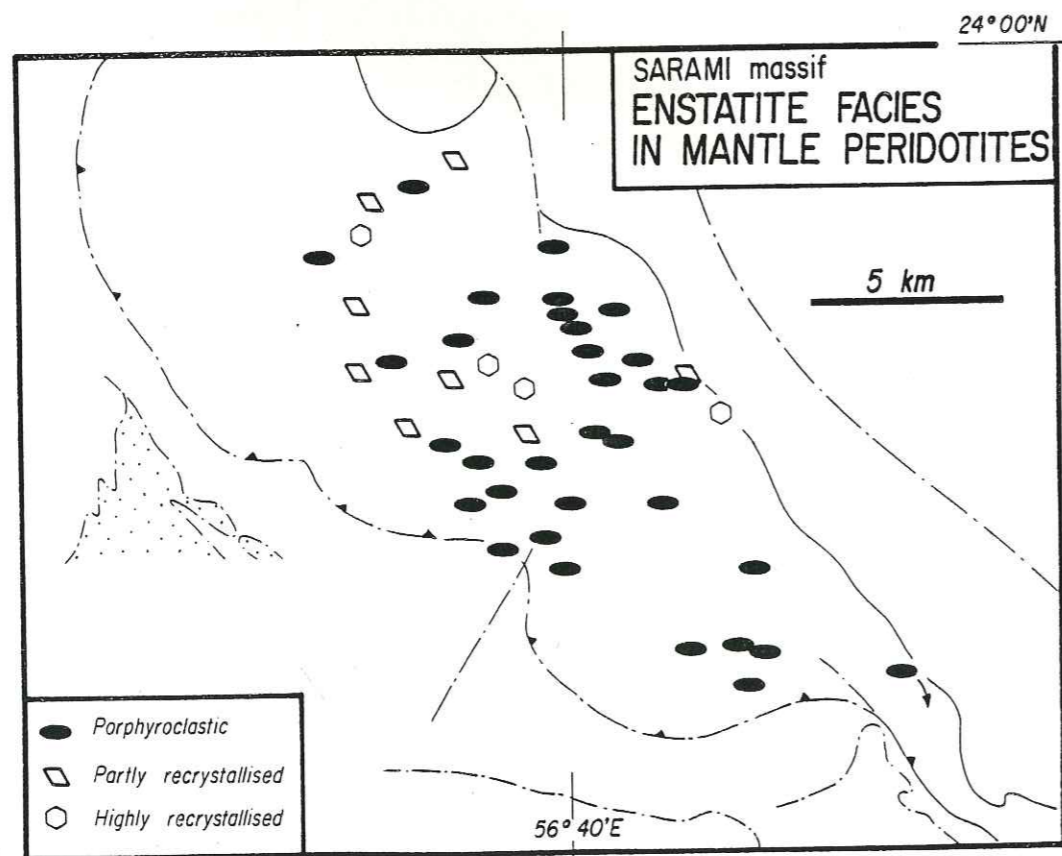 24°00'N
SARAMI massif
ENSTATITE FACIES
IN MANTLE PERIDOTITES
5 km
Porphyroclastic
Partly recrystallised
Highly recrystallised
56°40'E